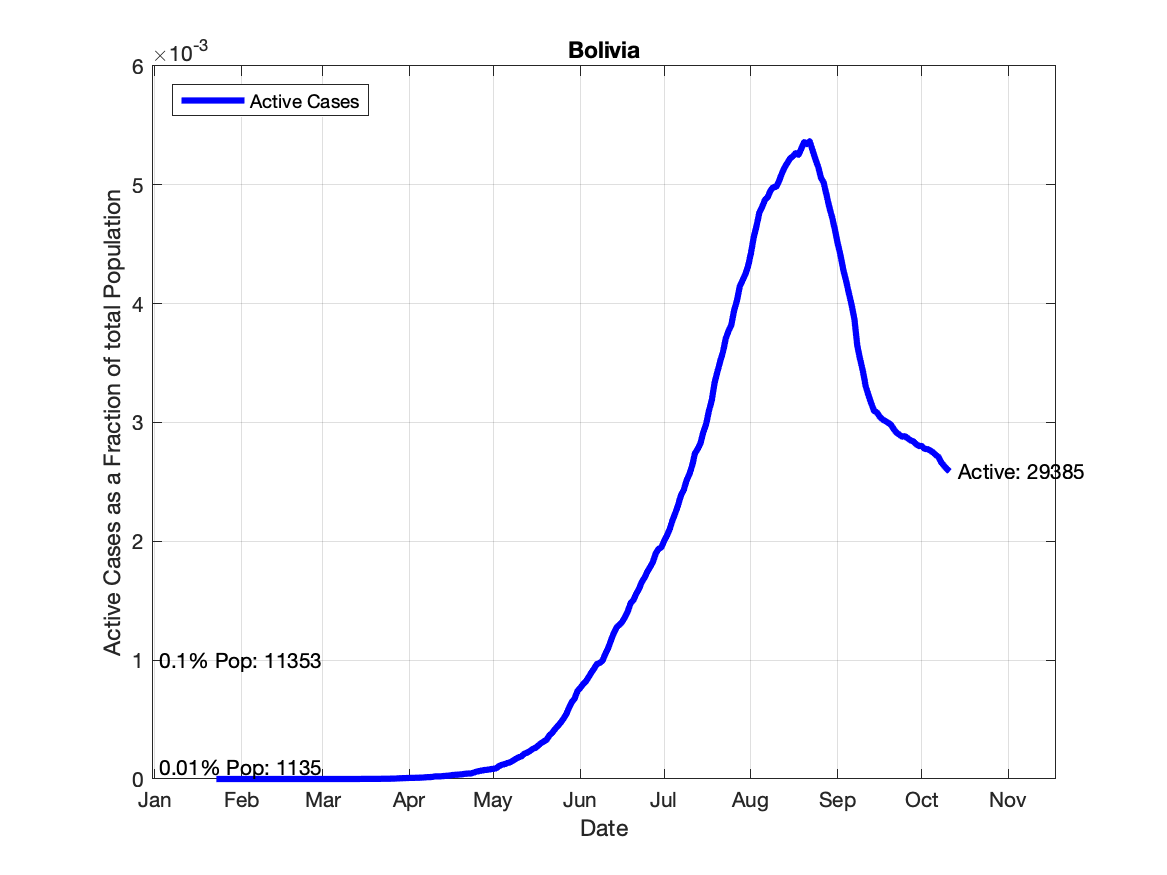 Bolivia
×10-3
Active Cases
6
5
4
3
2
1
0
Active Cases as a Fraction of total Population
0.1% Pop: 11353
0.01% Pop: 1135
Active: 29385
Jan Feb Mar Apr May Jun Jul Aug Sep Oct Nov
Date